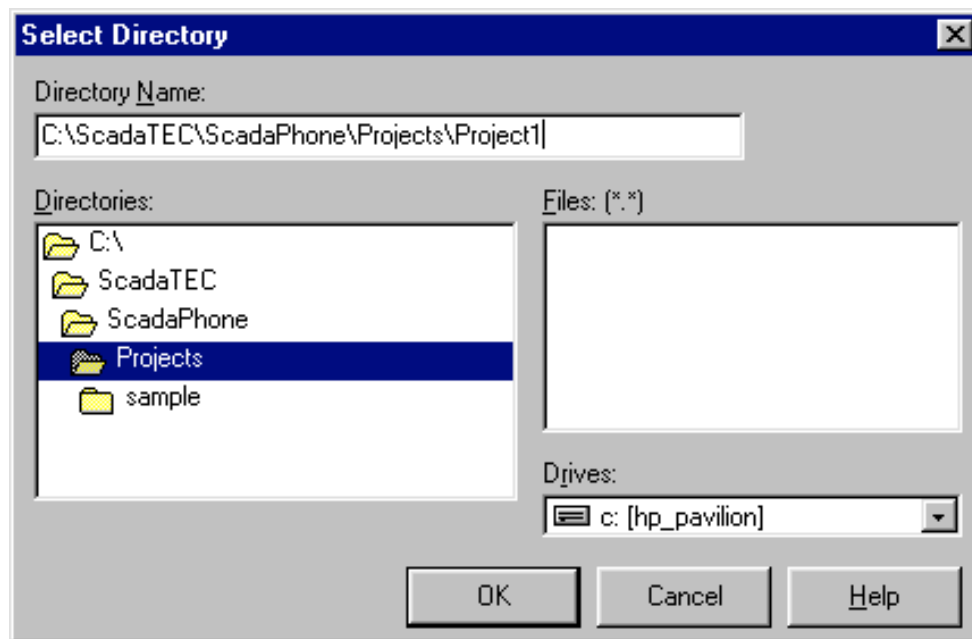 Select Directory
Directory Name:
C:\ScadaTEC\ScadaPhone\Projects\Project1
Directories:
C:\
ScadaTEC
ScadaPhone
Projects
sample
Files: (*.*)
Drives:
c: [hp_pavilion]
OK Cancel Help